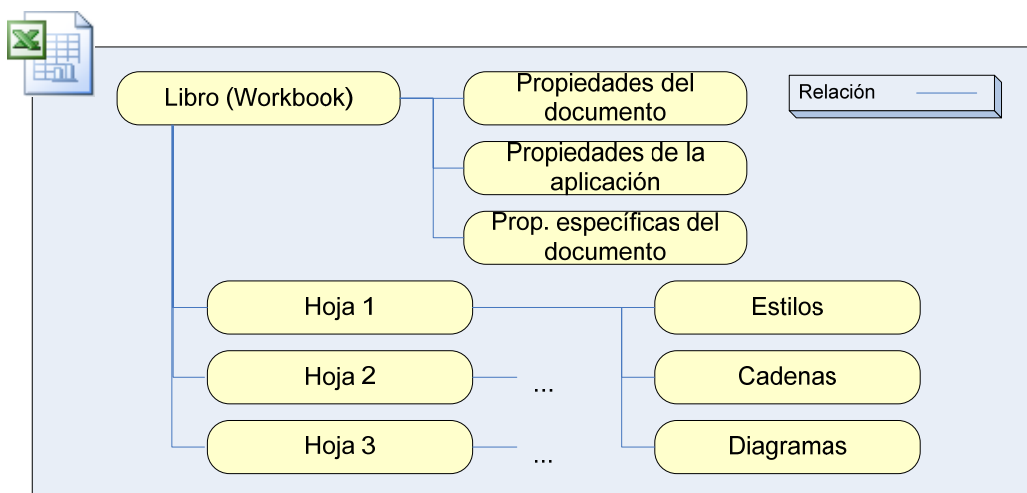 Libro (Workbook)
Propiedades del
documento
Relación
Propiedades de la
aplicación
Prop. específicas del
documento
Hoja 1
Estilos
Hoja 2
...
Cadenas
Hoja 3
...
Diagramas